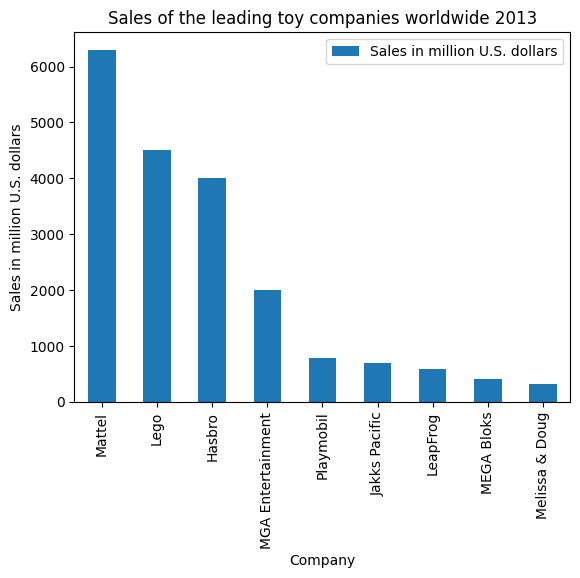 Sales of the leading toy companies worldwide 2013
Sales in million U.S. dollars
Sales in million U.S. dollars
6000
5000
4000
3000
2000
1000
0
Mattel
Lego
Hasbro
MGA Entertainment
Playmobil
Jakks Pacific
LeapFrog
MEGA Bloks
Melissa & Doug
Company